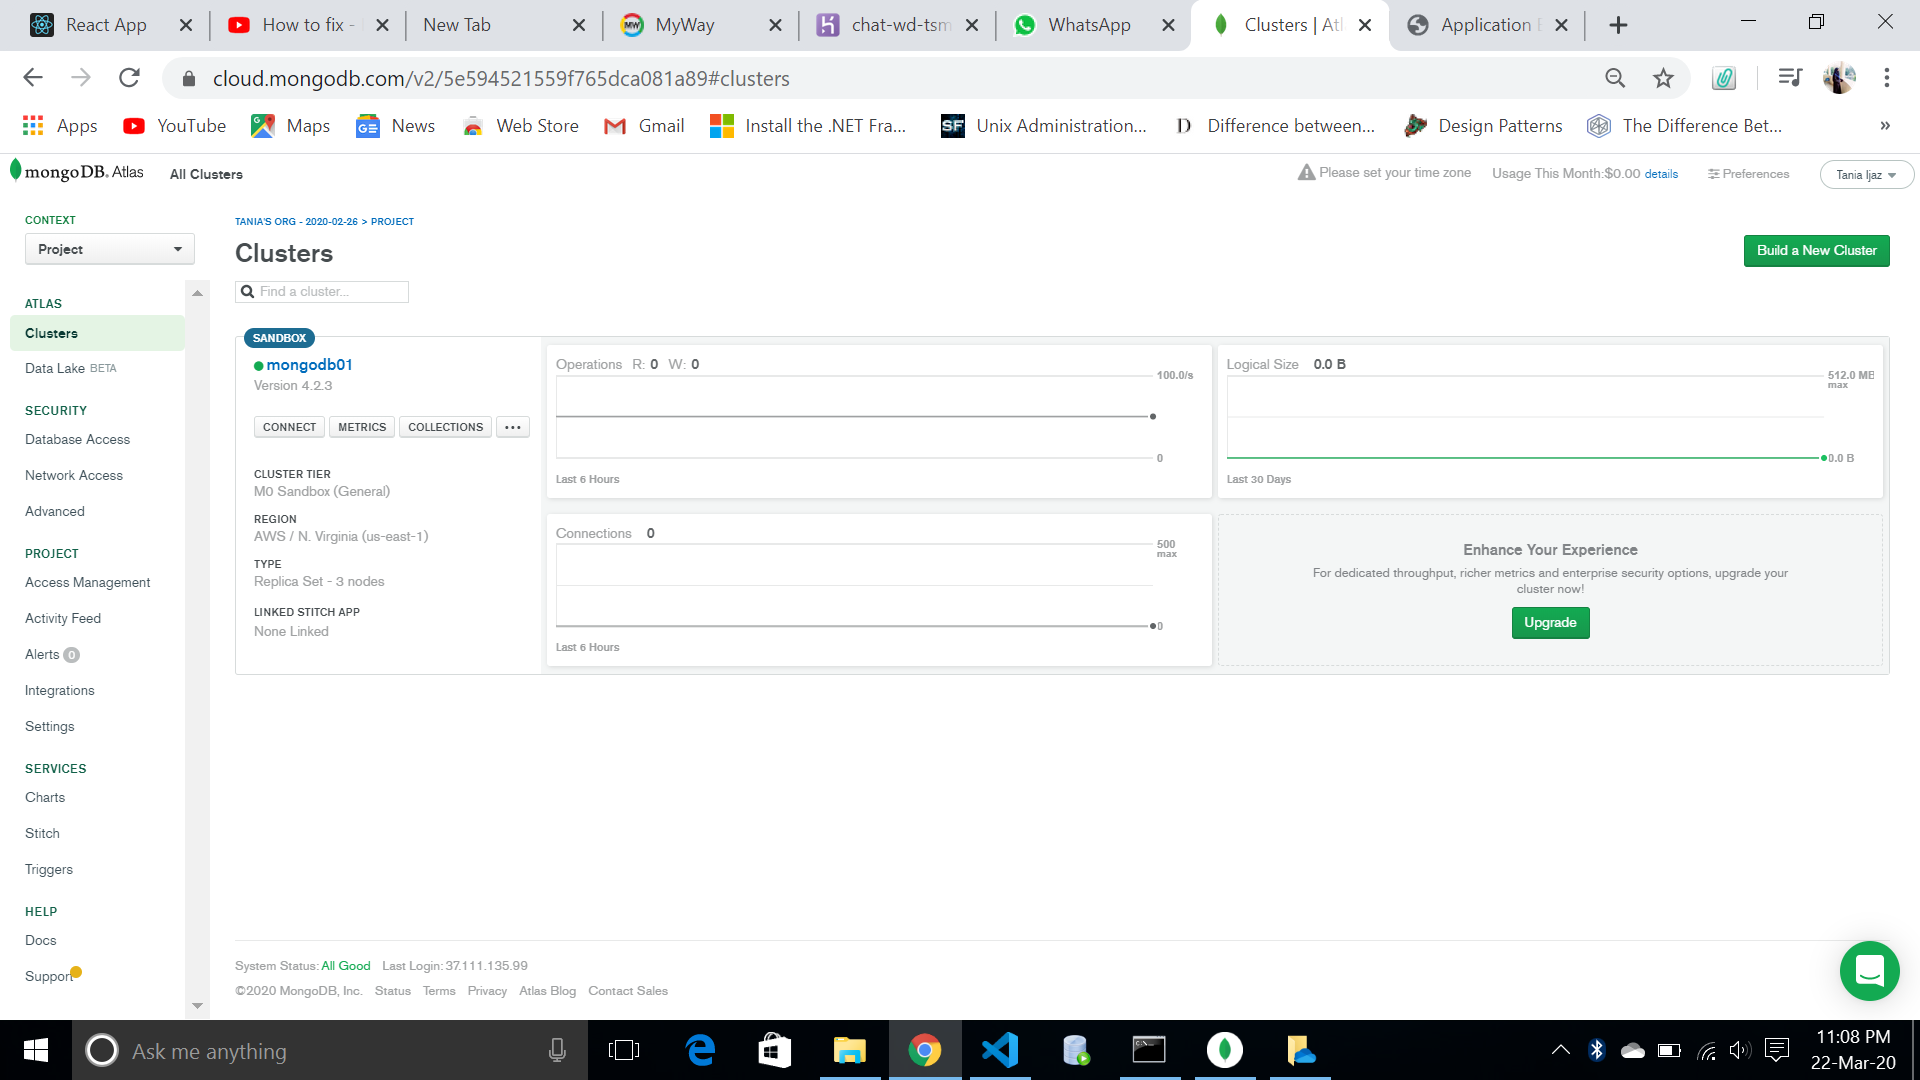 React App
How to fix -
New Tab
MyWay
chat-wd-tsm
WhatsApp
Clusters | Atl
Application E
cloud.mongodb.com/v2/5e594521559f765dca081a89#clusters
Apps
YouTube
Maps
News
Web Store
Gmail
Install the .NET Fra...
Unix Administration...
Difference between...
Design Patterns
The Difference Bet...
»
mongoDB. Atlas
All Clusters
Please set your time zone
Usage This Month:$0.00 details
Preferences
Tania Ijaz
CONTEXT
Project
ATLAS
Clusters
Data Lake BETA
SECURITY
Database Access
Network Access
Advanced
PROJECT
Access Management
Activity Feed
Alerts 0
Integrations
Settings
SERVICES
Charts
Stitch
Triggers
HELP
Docs
Support
TANIA'S ORG - 2020-02-26 > PROJECT
Clusters
Build a New Cluster
Find a cluster...
SANDBOX
mongodb01
Version 4.2.3
CONNECT
METRICS
COLLECTIONS
...
CLUSTER TIER
M0 Sandbox (General)
REGION
AWS / N. Virginia (us-east-1)
TYPE
Replica Set - 3 nodes
LINKED STITCH APP
None Linked
Operations R: 0 W: 0
100.0/s
0
Last 6 Hours
Logical Size 0.0 B
512.0 MB
max
0.0 B
Last 30 Days
Connections 0
500
max
0
Last 6 Hours
Enhance Your Experience
For dedicated throughput, richer metrics and enterprise security options, upgrade your
cluster now!
Upgrade
System Status: All Good Last Login: 37.111.135.99
©2020 MongoDB, Inc. Status Terms Privacy Atlas Blog Contact Sales
Ask me anything
11:08 PM
22-Mar-20